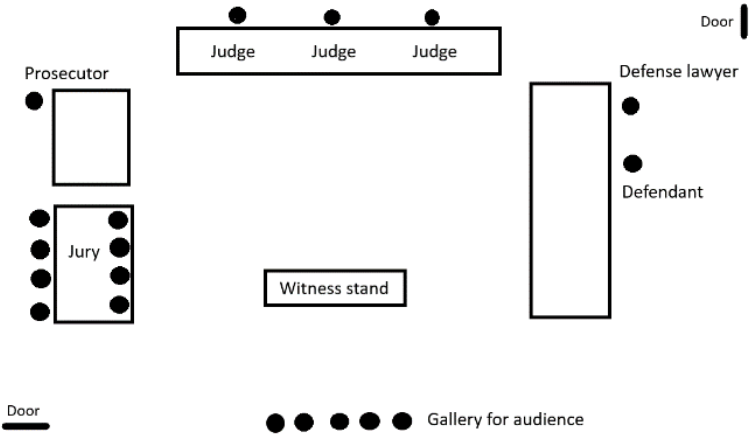 Door
Judge Judge Judge
Prosecutor
Defense lawyer
Defendant
Jury
Witness stand
Door
Gallery for audience